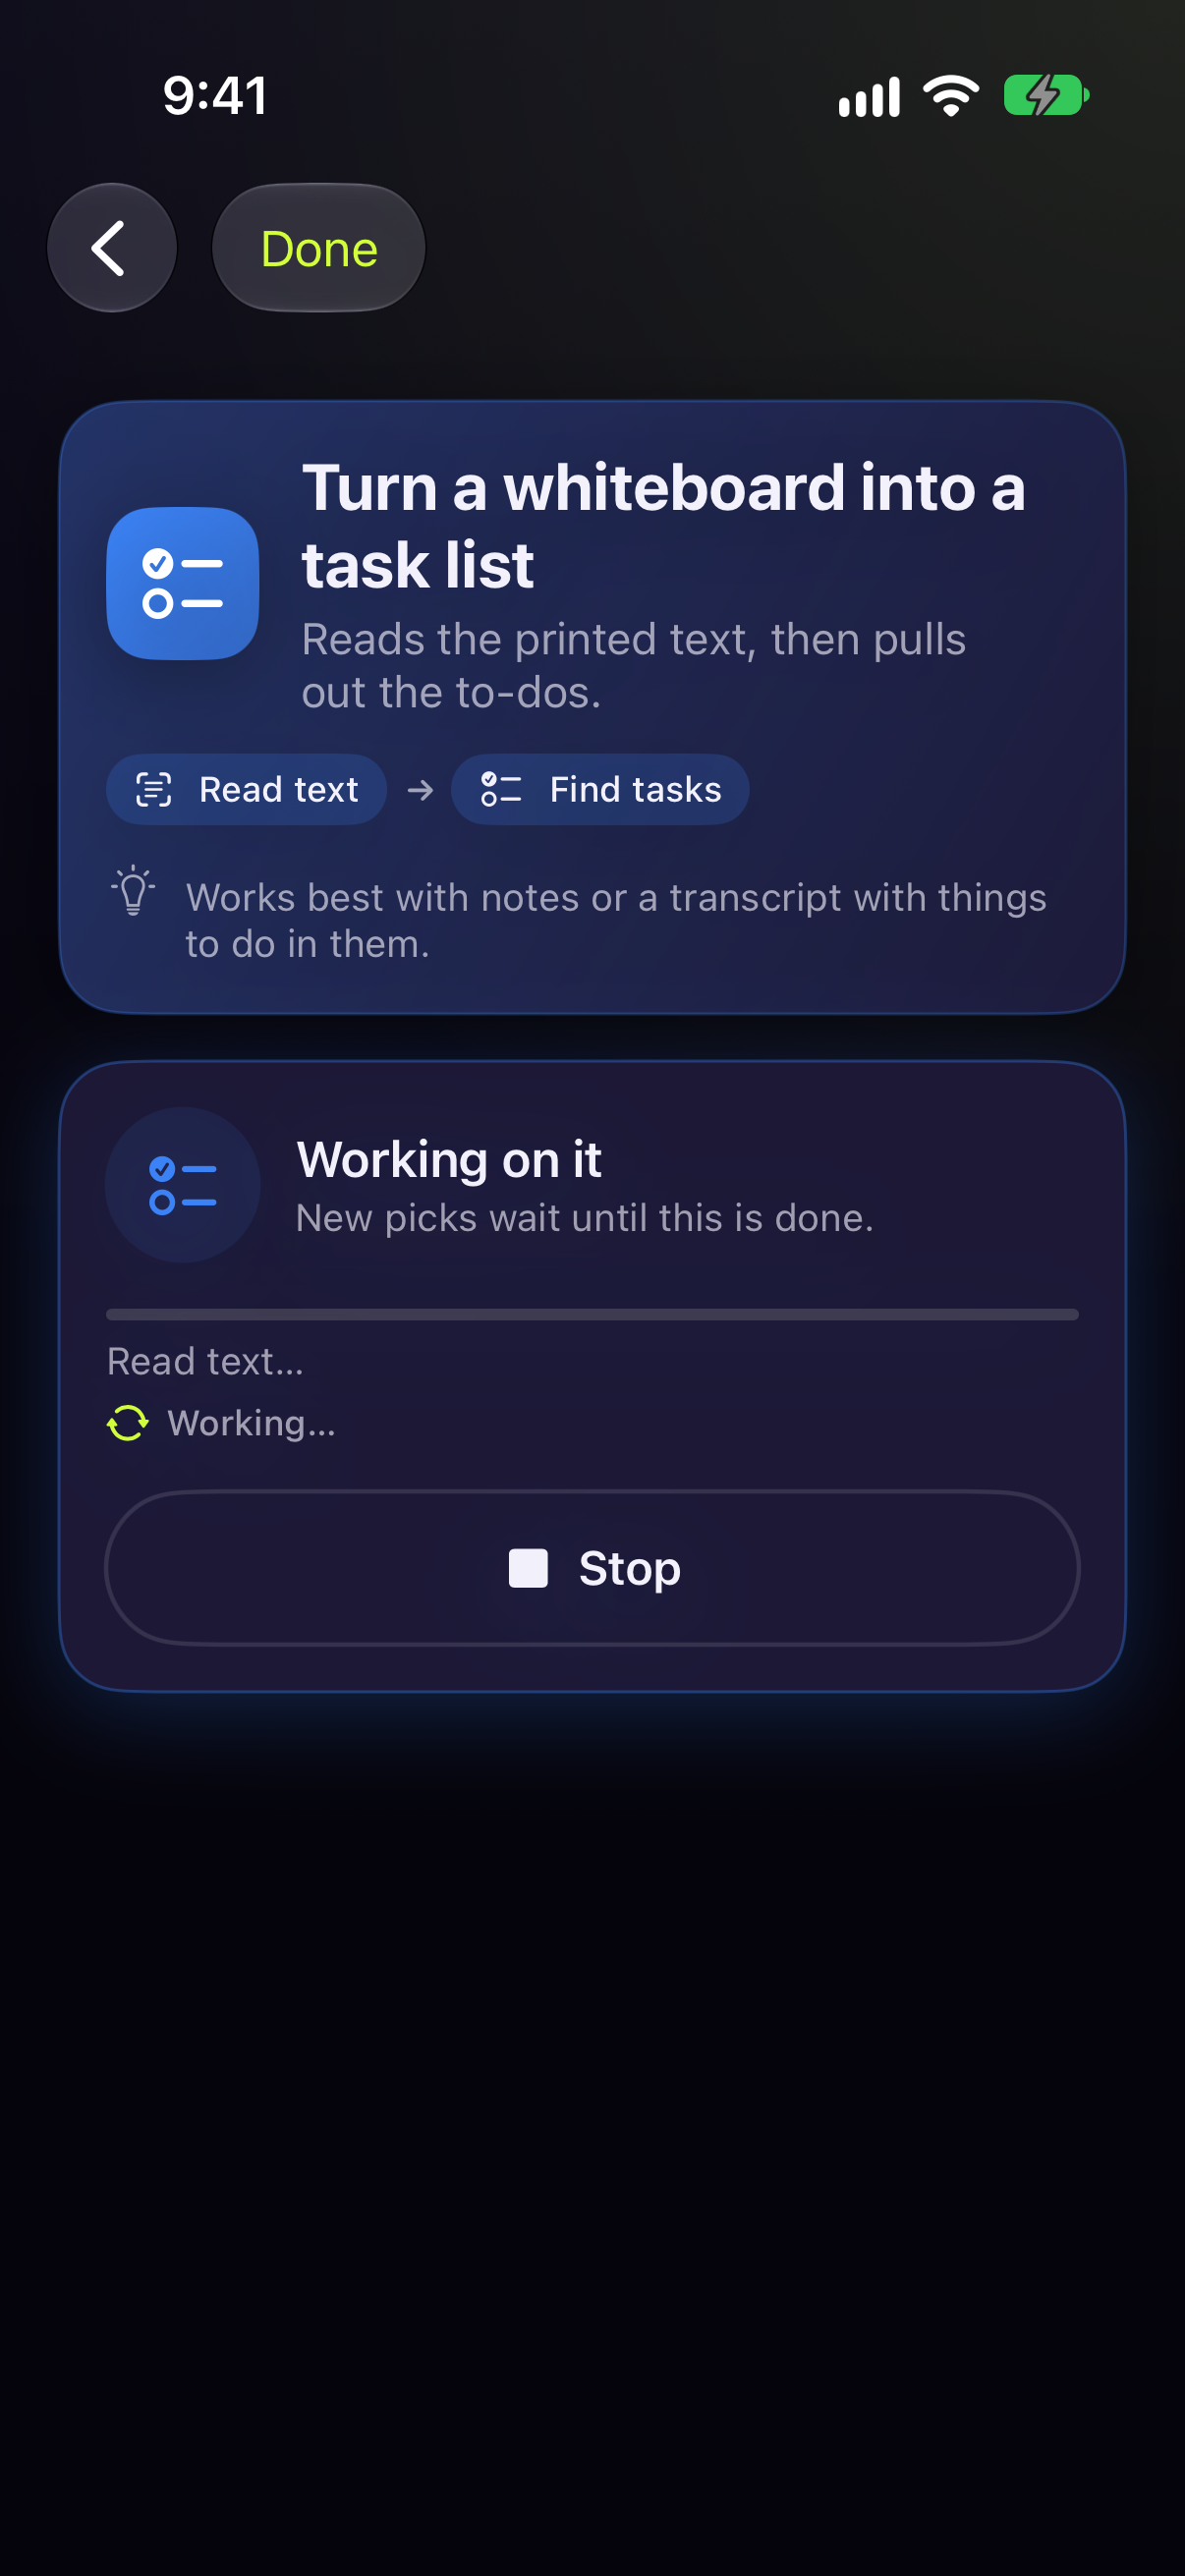 9:41
Done
Turn a whiteboard into a
task list
Reads the printed text, then pulls
out the to-dos.
Read text → Find tasks
Works best with notes or a transcript with things
to do in them.
Working on it
New picks wait until this is done.
Read text...
Working...
Stop